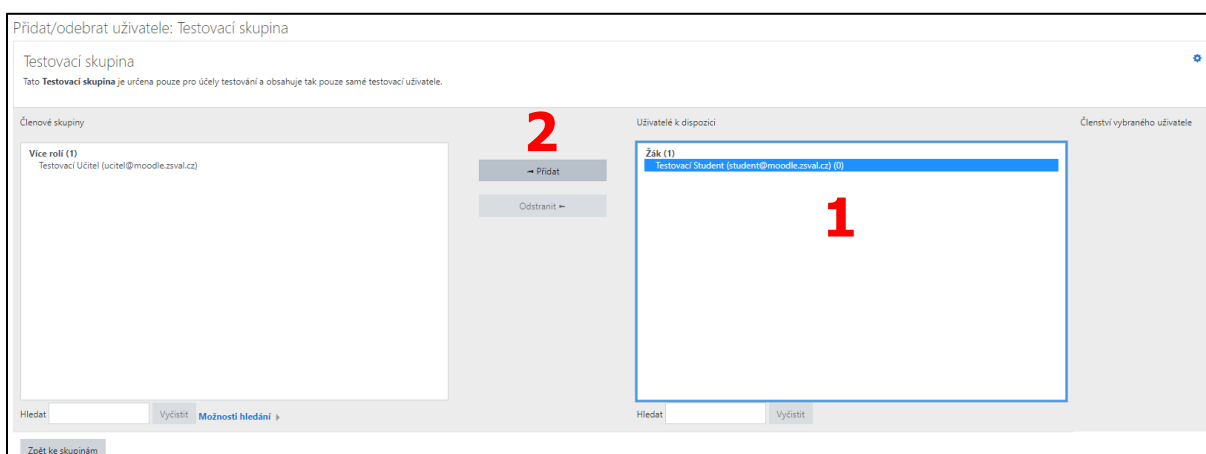 Přidat/odebrat uživatele: Testovací skupina
Testovací skupina
Tato Testovací skupina je určena pouze pro účely testování a obsahuje tak pouze samé testovací uživatele.
Členové skupiny
Více rolí (1)
Testovací Učitel (ucitel@moodle.zsval.cz)
2
→ Přidat
Odstranit ←
Uživatelé k dispozici
Žák (1)
Testovací Student (student@moodle.zsval.cz) (0)
1
Členství vybraného uživatele
Hledat
Vyčistit
Možnosti hledání
Hledat
Vyčistit
Zpět ke skupinám